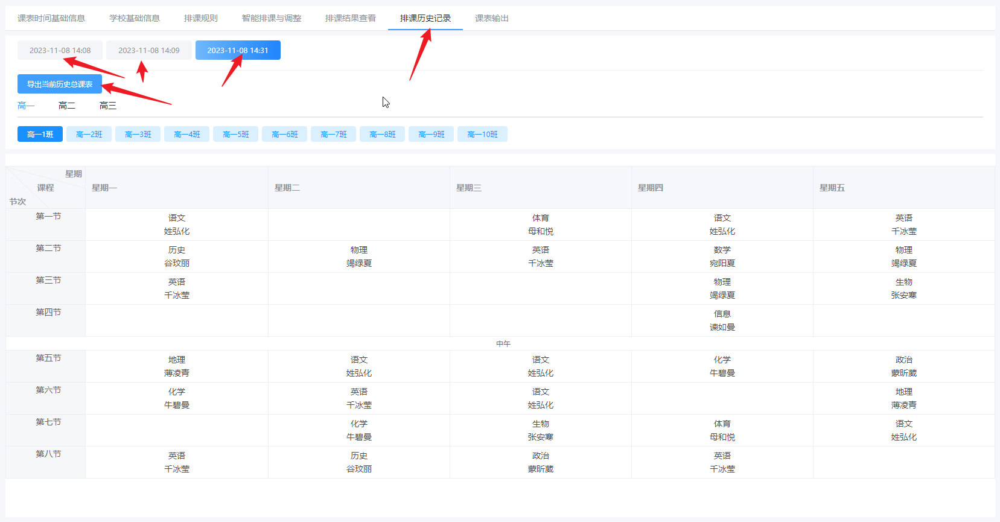 课表时间基础信息 学校基础信息 排课规则 智能排课与调整 排课结果查看 排课历史记录 课表输出
2023-11-08 14:08 2023-11-08 14:09 2023-11-08 14:31
导出当前历史总课表
高一 高二 高三
高一1班 高一2班 高一3班 高一4班 高一5班 高一6班 高一7班 高一8班 高一9班 高一10班
星期
课程 星期一 星期二 星期三 星期四 星期五
节次
第一节 语文 体育 语文 英语
姓弘化 母和悦 姓弘化 千冰莹
第二节 历史 物理 英语 数学 物理
谷玟丽 竭绿夏 千冰莹 宛阳夏 竭绿夏
第三节 英语 物理 生物
千冰莹 竭绿夏 张安寒
第四节 信息
谏如曼
中午
第五节 地理 语文 语文 化学 政治
薄凌青 姓弘化 姓弘化 牛碧曼 蒙昕葳
第六节 化学 英语 语文 地理
牛碧曼 千冰莹 姓弘化 薄凌青
第七节 化学 生物 体育 语文
牛碧曼 张安寒 母和悦 姓弘化
第八节 英语 历史 政治 英语
千冰莹 谷玟丽 蒙昕葳 千冰莹